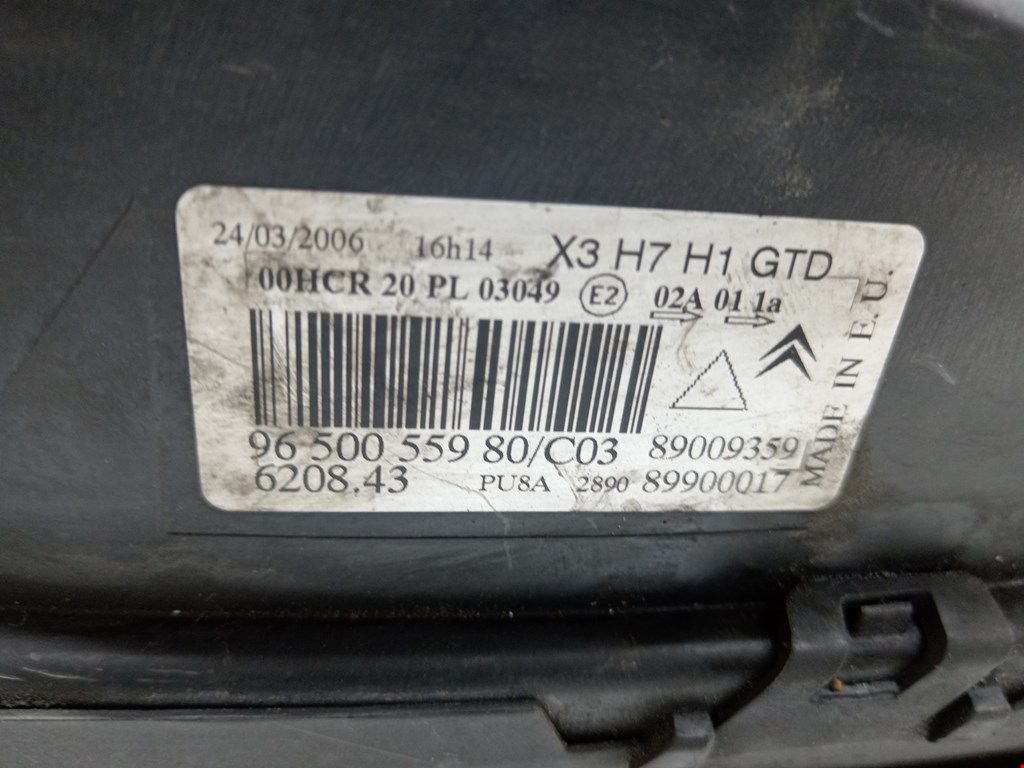 24/03/2006 16h14 X3 H7 H1 GTD
00HCR 20 PL 03049 E2 02A 01 1a
96 500 559 80/C03 89009359
6208.43 PU8A 2890 89900017
MADE IN E.U.